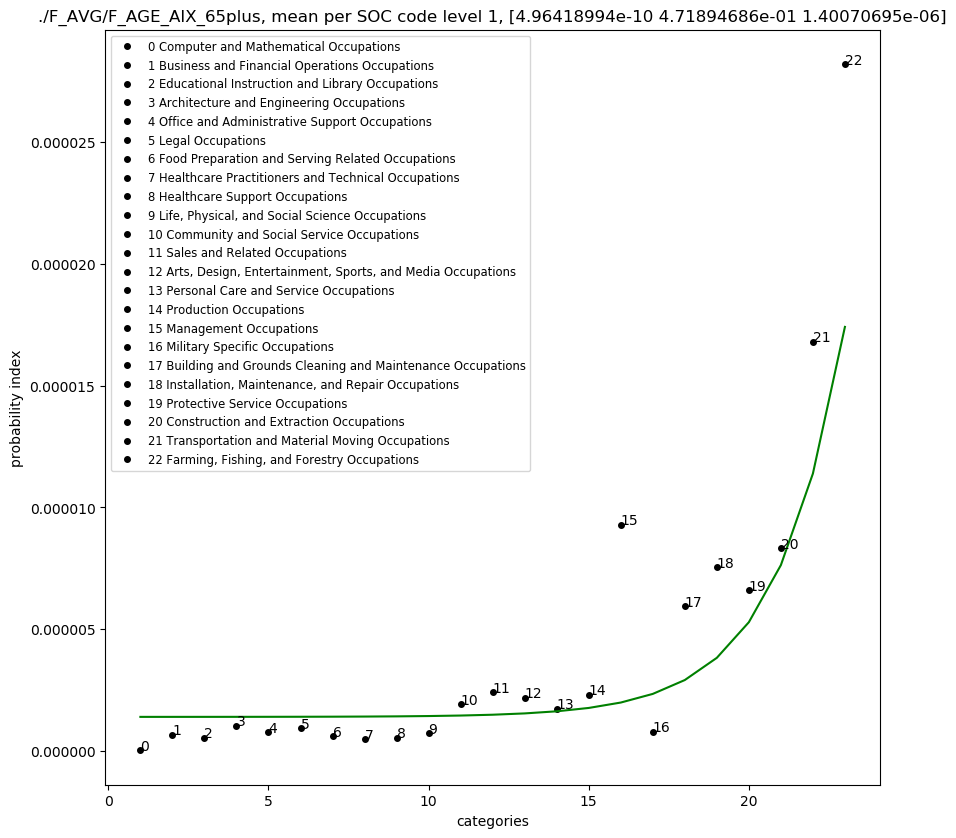 ./F_AVG/F_AGE_AIX_65plus, mean per SOC code level 1, [4.96418994e-10 4.71894686e-01 1.40070695e-06]
0 Computer and Mathematical Occupations
1 Business and Financial Operations Occupations
2 Educational Instruction and Library Occupations
3 Architecture and Engineering Occupations
4 Office and Administrative Support Occupations
5 Legal Occupations
6 Food Preparation and Serving Related Occupations
7 Healthcare Practitioners and Technical Occupations
8 Healthcare Support Occupations
9 Life, Physical, and Social Science Occupations
10 Community and Social Service Occupations
11 Sales and Related Occupations
12 Arts, Design, Entertainment, Sports, and Media Occupations
13 Personal Care and Service Occupations
14 Production Occupations
15 Management Occupations
16 Military Specific Occupations
17 Building and Grounds Cleaning and Maintenance Occupations
18 Installation, Maintenance, and Repair Occupations
19 Protective Service Occupations
20 Construction and Extraction Occupations
21 Transportation and Material Moving Occupations
22 Farming, Fishing, and Forestry Occupations
probability index
0.000025
0.000020
0.000015
0.000010
0.000005
0.000000
0
1
2
3
4
5
6
7
8
9
10
11
12
13
14
15
16
17
18
19
20
21
22
0
5
10
15
20
categories